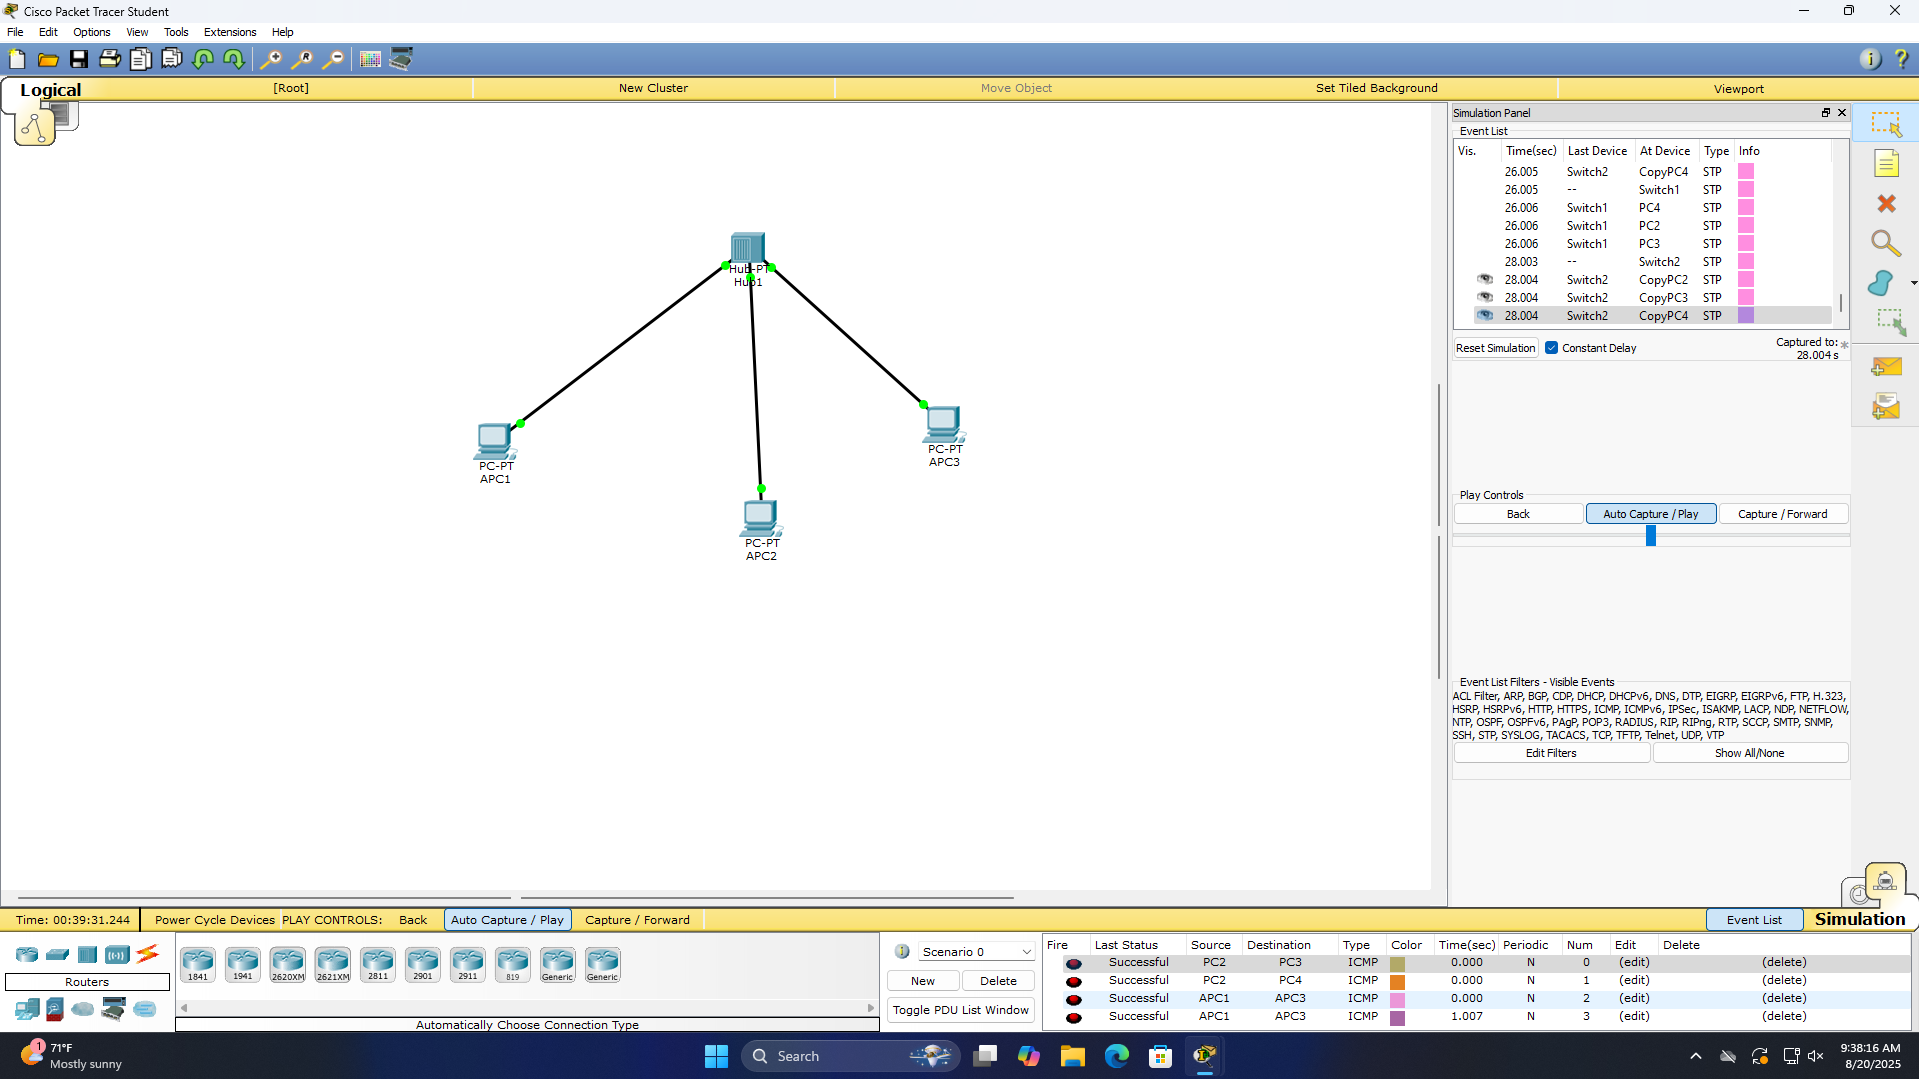 Cisco Packet Tracer Student
File Edit Options View Tools Extensions Help
Logical [Root] New Cluster Move Object Set Tiled Background Viewport
Hub-PT
Hub1
PC-PT
APC1
PC-PT
APC2
PC-PT
APC3
Simulation Panel
Event List
Vis. Time(sec) Last Device At Device Type Info
26.005 Switch2 CopyPC4 STP
26.005 -- Switch1 STP
26.006 Switch1 PC4 STP
26.006 Switch1 PC2 STP
26.006 Switch1 PC3 STP
28.003 -- Switch2 STP
28.004 Switch2 CopyPC2 STP
28.004 Switch2 CopyPC3 STP
28.004 Switch2 CopyPC4 STP
Reset Simulation Constant Delay Captured to: *
28.004 s
Play Controls
Back Auto Capture / Play Capture / Forward
Event List Filters - Visible Events
ACL Filter, ARP, BGP, CDP, DHCP, DHCPv6, DNS, DTP, EIGRP, EIGRPv6, FTP, H.323,
HSRP, HSRPv6, HTTP, HTTPS, ICMP, ICMPv6, IPSec, ISAKMP, LACP, NDP, NETFLOW,
NTP, OSPF, OSPFv6, PAgP, POP3, RADIUS, RIP, RIPng, RTP, SCCP, SMTP, SNMP,
SSH, STP, SYSLOG, TACACS, TCP, TFTP, Telnet, UDP, VTP
Edit Filters Show All/None
Time: 00:39:31.244 Power Cycle Devices PLAY CONTROLS: Back Auto Capture / Play Capture / Forward Event List Simulation
Routers
1841 1941 2620XM 2621XM 2811 2901 2911 819 Generic Generic
Automatically Choose Connection Type
Scenario 0
New Delete
Toggle PDU List Window
Fire Last Status Source Destination Type Color Time(sec) Periodic Num Edit Delete
Successful PC2 PC3 ICMP 0.000 N 0 (edit) (delete)
Successful PC2 PC4 ICMP 0.000 N 1 (edit) (delete)
Successful APC1 APC3 ICMP 0.000 N 2 (edit) (delete)
Successful APC1 APC3 ICMP 1.007 N 3 (edit) (delete)
1 71°F
Mostly sunny
Search
9:38:16 AM
8/20/2025